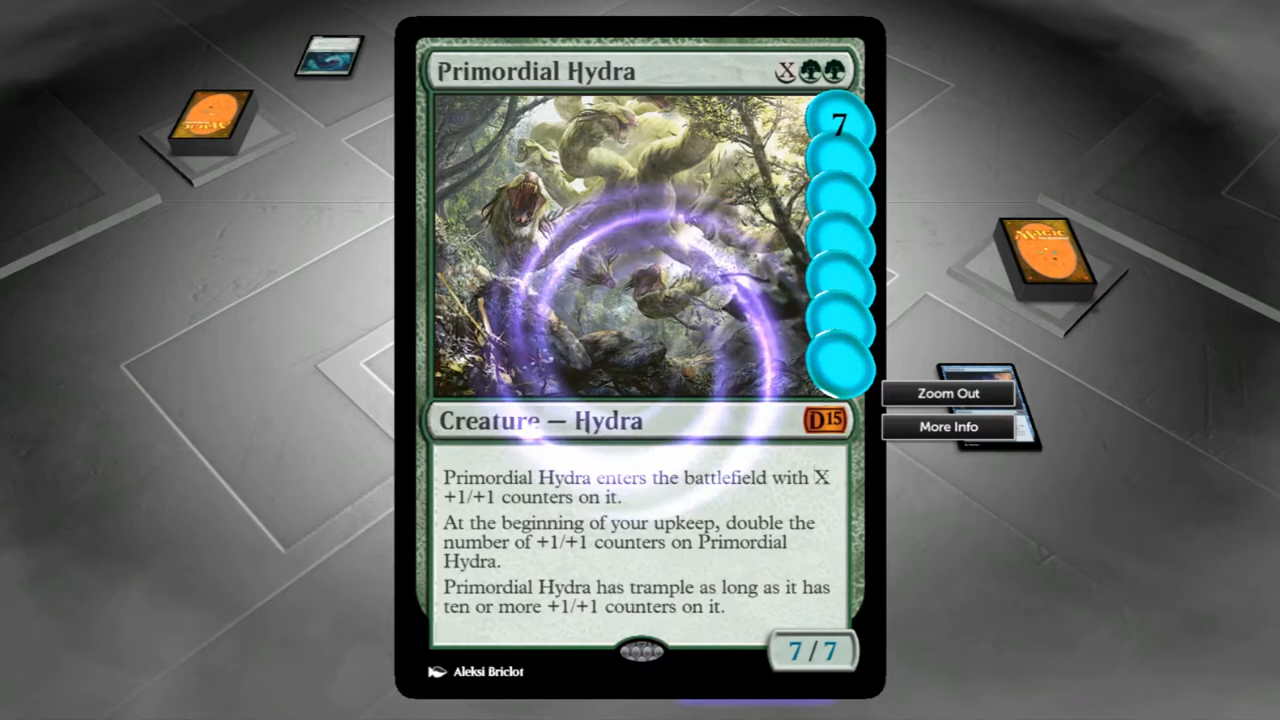 Primordial Hydra X
7
MAGIC
Zoom Out
Creature — Hydra D15
More Info
Primordial Hydra enters the battlefield with X
+1/+1 counters on it.
At the beginning of your upkeep, double the
number of +1/+1 counters on Primordial
Hydra.
Primordial Hydra has trample as long as it has
ten or more +1/+1 counters on it.
7/7
Aleksi Briclot